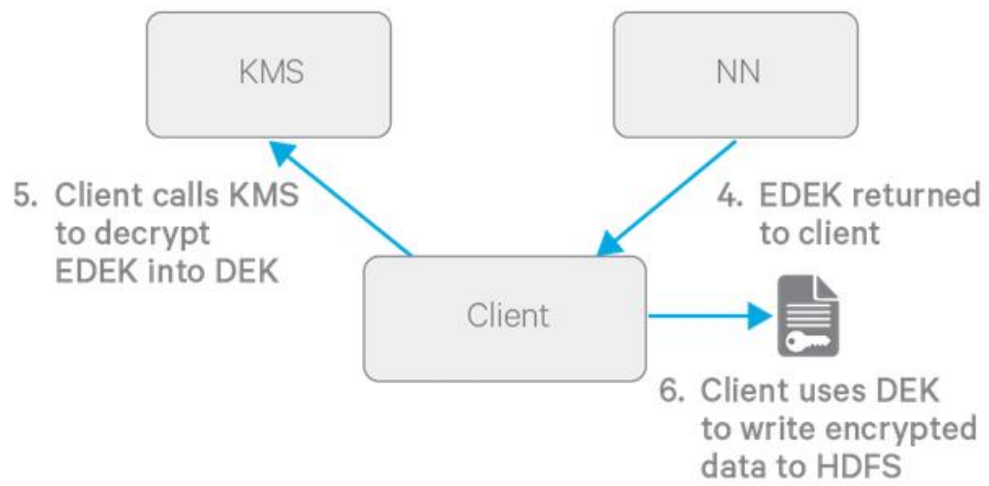 KMS
NN
5. Client calls KMS
to decrypt
EDEK into DEK
4. EDEK returned
to client
Client
6. Client uses DEK
to write encrypted
data to HDFS